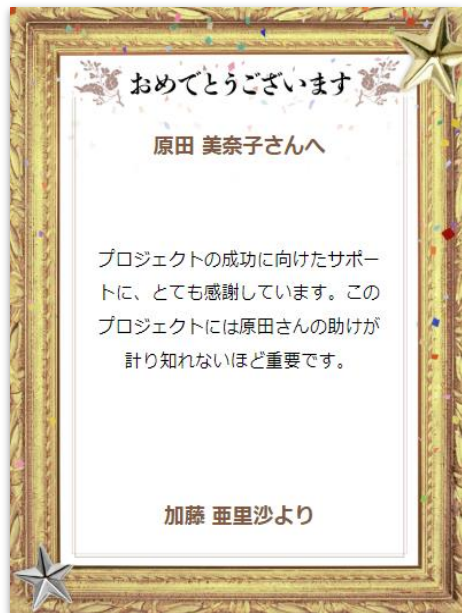 おめでとうございます
原田 美奈子さんへ
プロジェクトの成功に向けたサポー
トに、とても感謝しています。この
プロジェクトには原田さんの助けが
計り知れないほど重要です。
加藤 亜里沙より